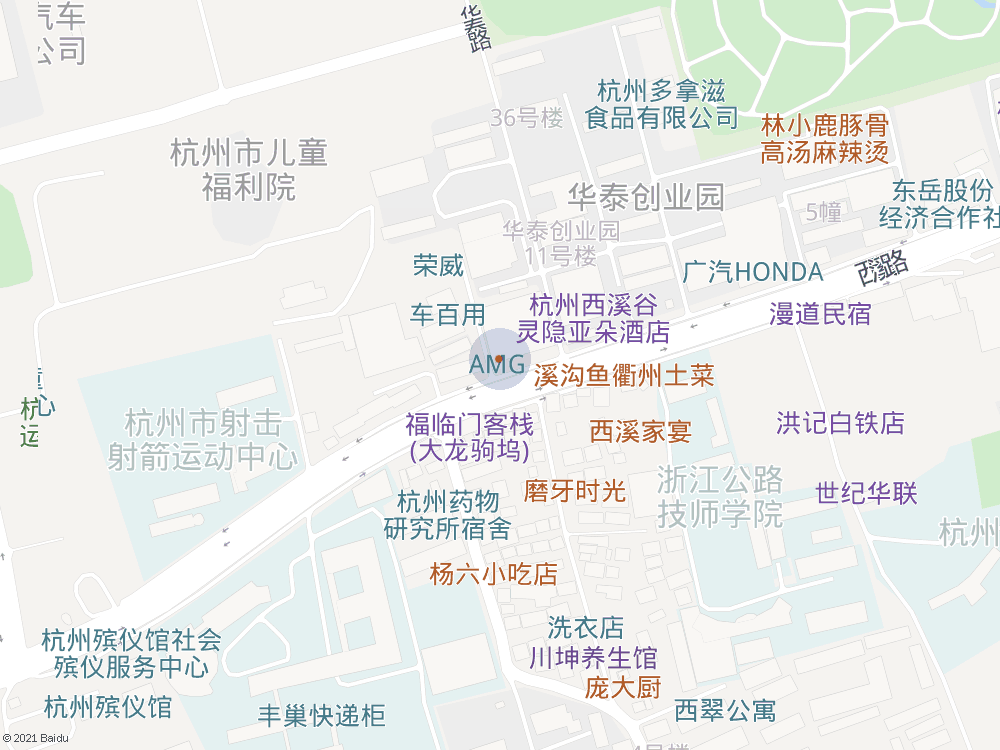 汽车
公司
华泰路
杭州多拿滋
食品有限公司
36号楼
林小鹿豚骨
高汤麻辣烫
杭州市儿童
福利院
华泰创业园
东岳股份
经济合作社
5幢
华泰创业园
11号楼
荣威
广汽HONDA
西溪路
杭州西溪谷
灵隐亚朵酒店
车百用
漫道民宿
AMG
溪沟鱼衢州土菜
心
杭
运
杭州市射击
射箭运动中心
福临门客栈
(大龙驹坞)
西溪家宴
洪记白铁店
浙江公路
技师学院
磨牙时光
世纪华联
杭州药物
研究所宿舍
杭州
杨六小吃店
洗衣店
杭州殡仪馆社会
殡仪服务中心
川坤养生馆
庞大厨
杭州殡仪馆
丰巢快递柜
西翠公寓
© 2021 Baidu